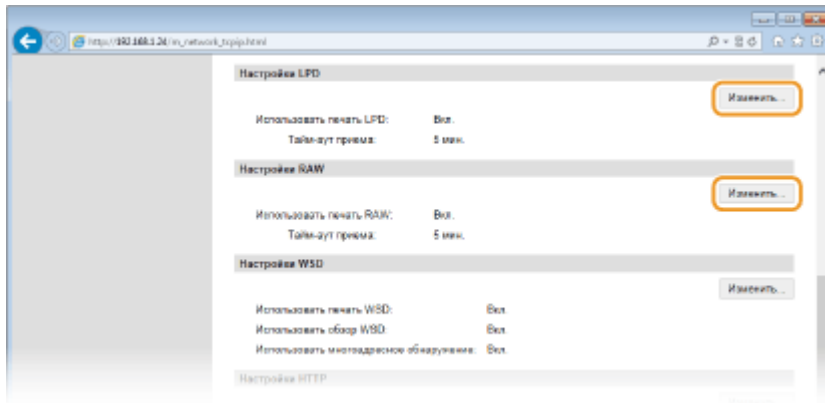 http://192.168.1.24/m_network_tcpip.html
Настройки LPD
Изменить...
Использовать печать LPD: Вкл.
Тайм-аут приема: 5 мин.
Настройки RAW
Изменить...
Использовать печать RAW: Вкл.
Тайм-аут приема: 5 мин.
Настройки WSD
Изменить...
Использовать печать WSD: Вкл.
Использовать обзор WSD: Вкл.
Использовать многоадресное обнаружение: Вкл.
Настройки HTTP